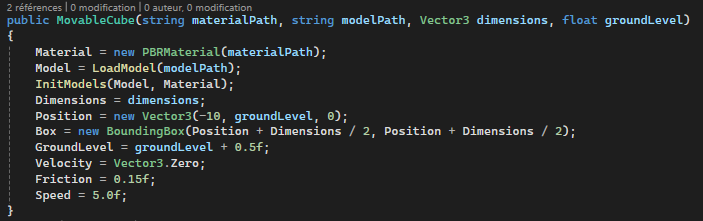 2 références | 0 modification | 0 auteur, 0 modification
public MovableCube(string materialPath, string modelPath, Vector3 dimensions, float groundLevel)
{
Material = new PBRMaterial(materialPath);
Model = LoadModel(modelPath);
InitModels(Model, Material);
Dimensions = dimensions;
Position = new Vector3(-10, groundLevel, 0);
Box = new BoundingBox(Position + Dimensions / 2, Position + Dimensions / 2);
GroundLevel = groundLevel + 0.5f;
Velocity = Vector3.Zero;
Friction = 0.15f;
Speed = 5.0f;
}